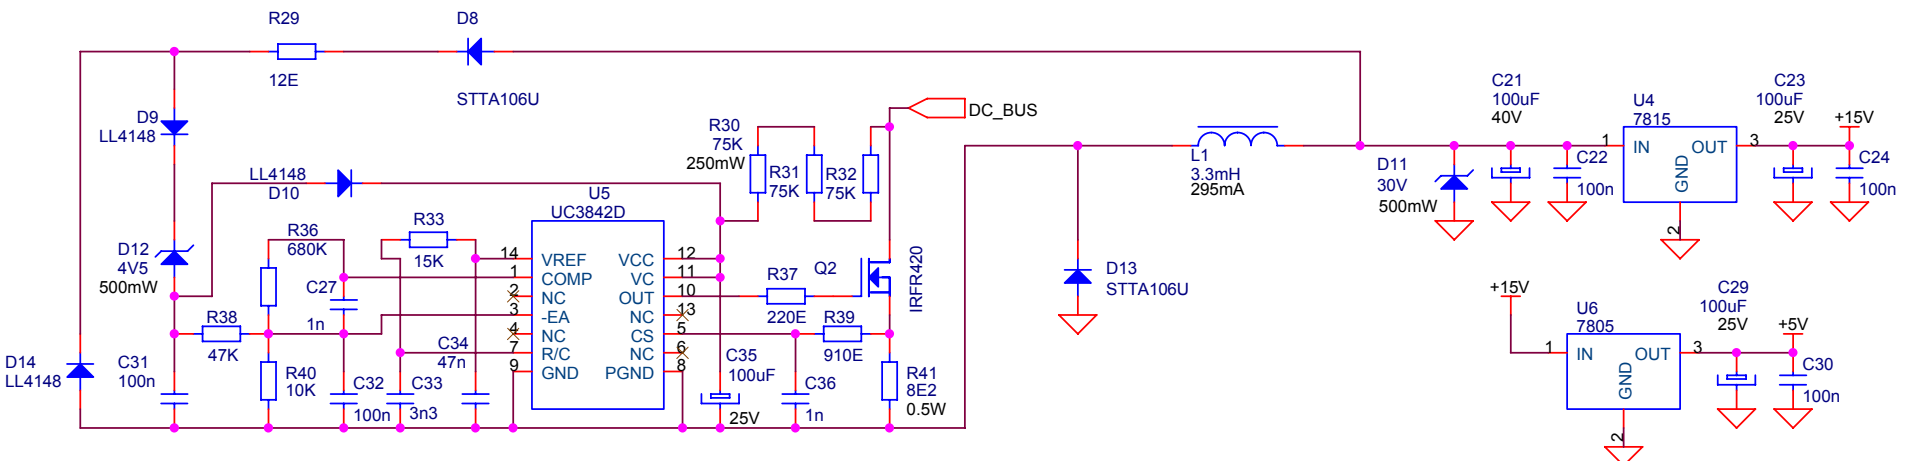 R29
12E
D8
STTA106U
D9
LL4148
LL4148
D10
D12
4V5
500mW
R36
680K
C27
1n
R33
15K
R38
47K
D14
LL4148
C31
100n
R40
10K
C32
100n
C33
3n3
C34
47n
U5
UC3842D
14
VREF
1
COMP
2
NC
3
-EA
4
NC
7
R/C
9
GND
VCC
12
VC
11
OUT
10
NC
13
CS
5
NC
6
PGND
8
R30
75K
250mW
R31
75K
R32
75K
DC_BUS
R37
220E
Q2
IRFR420
R39
910E
C35
100uF
25V
C36
1n
R41
8E2
0.5W
D13
STTA106U
L1
3.3mH
295mA
D11
30V
500mW
C21
100uF
40V
C22
100n
U4
7815
1
IN
OUT
3
GND
2
C23
100uF
25V
+15V
C24
100n
+15V
U6
7805
1
IN
OUT
3
GND
2
C29
100uF
25V
+5V
C30
100n